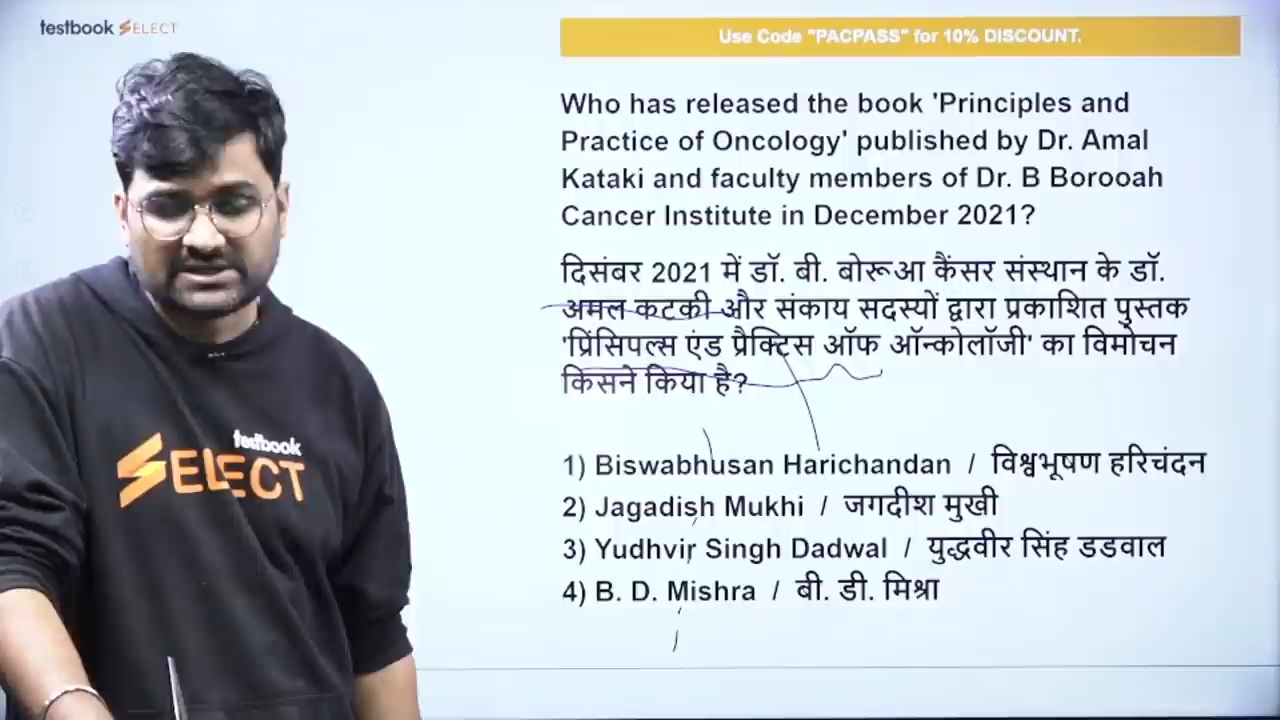 testbook SELECT
Use Code "PACPASS" for 10% DISCOUNT.
Who has released the book 'Principles and
Practice of Oncology' published by Dr. Amal
Kataki and faculty members of Dr. B Borooah
Cancer Institute in December 2021?
दिसंबर 2021 में डॉ. बी. बोरूआ कैंसर संस्थान के डॉ.
अमल कटकी और संकाय सदस्यों द्वारा प्रकाशित पुस्तक
'प्रिंसिपल्स एंड प्रैक्टिस ऑफ ऑन्कोलॉजी' का विमोचन
किसने किया है?
1) Biswabhusan Harichandan / विश्वभूषण हरिचंदन
2) Jagadish Mukhi / जगदीश मुखी
3) Yudhvir Singh Dadwal / युद्धवीर सिंह डडवाल
4) B. D. Mishra / बी. डी. मिश्रा
testbook
SELECT